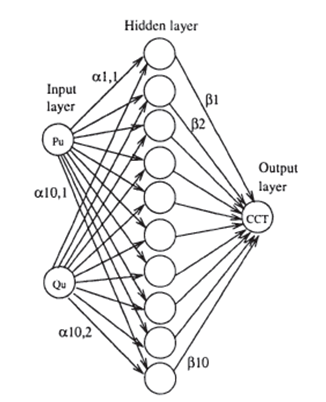 Hidden layer
α1,1
Input
layer
β1
β2
Pu
Output
layer
α10,1
CCT
Qu
α10,2
β10